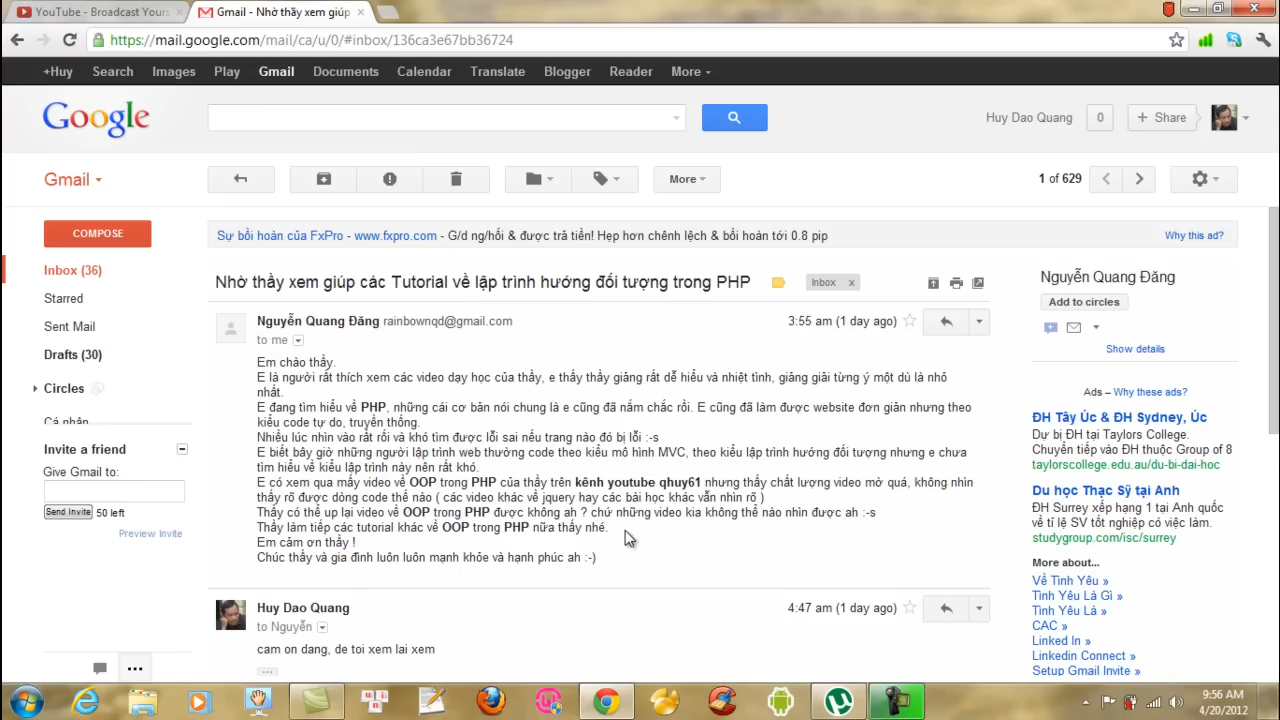 YouTube - Broadcast Yours
Gmail - Nhờ thầy xem giúp
https://mail.google.com/mail/ca/u/0/#inbox/136ca3e67bb36724
+Huy Search Images Play Gmail Documents Calendar Translate Blogger Reader More
Google
Huy Dao Quang 0 + Share
Gmail
More
1 of 629
COMPOSE
Sự bồi hoàn của FxPro - www.fxpro.com - G/d ng/hối & được trả tiền! Hẹp hơn chênh lệch & bồi hoàn tới 0.8 pip
Why this ad?
Inbox (36)
Starred
Sent Mail
Drafts (30)
Circles
Cá nhân
Invite a friend
Give Gmail to:
Send Invite 50 left
Preview Invite
Nhờ thầy xem giúp các Tutorial về lập trình hướng đối tượng trong PHP
Inbox x
Nguyễn Quang Đăng rainbownqd@gmail.com
3:55 am (1 day ago)
to me
Em chào thầy.
E là người rất thích xem các video dạy học của thầy, e thấy thầy giảng rất dễ hiểu và nhiệt tình, giảng giải từng ý một dù là nhỏ
nhất.
E đang tìm hiểu về PHP, những cái cơ bản nói chung là e cũng đã nắm chắc rồi. E cũng đã làm được website đơn giản nhưng theo
kiểu code tự do, truyền thống.
Nhiều lúc nhìn vào rất rối và khó tìm được lỗi sai nếu trang nào đó bị lỗi :-s
E biết bây giờ những người lập trình web thường code theo kiểu mô hình MVC, theo kiểu lập trình hướng đối tượng nhưng e chưa
tìm hiểu về kiểu lập trình này nên rất khó.
E có xem qua mấy video về OOP trong PHP của thầy trên kênh youtube qhuy61 nhưng thấy chất lượng video mờ quá, không nhìn
thấy rõ được dòng code thế nào ( các video khác về jquery hay các bài học khác vẫn nhìn rõ )
Thầy có thể up lại video về OOP trong PHP được không ah ? chứ những video kia không thể nào nhìn được ah :-s
Thầy làm tiếp các tutorial khác về OOP trong PHP nữa thầy nhé.
Em cảm ơn thầy !
Chúc thầy và gia đình luôn luôn mạnh khỏe và hạnh phúc ah :-)
Huy Dao Quang
4:47 am (1 day ago)
to Nguyễn
cam on dang, de toi xem lai xem
Nguyễn Quang Đăng
Add to circles
Show details
Ads – Why these ads?
ĐH Tây Úc & ĐH Sydney, Úc
Dự bị ĐH tại Taylors College.
Chuyển tiếp vào ĐH thuộc Group of 8
taylorscollege.edu.au/du-bi-dai-hoc
Du học Thạc Sỹ tại Anh
ĐH Surrey xếp hạng 1 tại Anh quốc
về tỉ lệ SV tốt nghiệp có việc làm.
studygroup.com/isc/surrey
More about...
Về Tình Yêu »
Tình Yêu Là Gì »
Tình Yêu Là »
CAC »
Linked In »
Linkedin Connect »
Setup Gmail Invite »
9:56 AM
4/20/2012